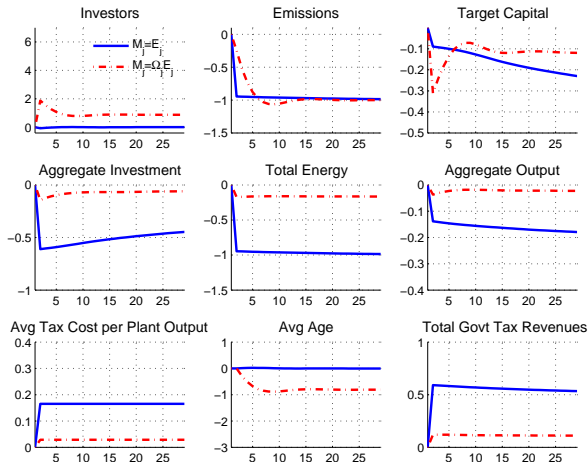 Investors
Emissions
Target Capital
6
4
2
0
M_j=E_j
M_j=Ω_jE_j
5 10 15 20 25
0
−0.5
−1
−1.5
5 10 15 20 25
−0.1
−0.2
−0.3
−0.4
−0.5
5 10 15 20 25
Aggregate Investment
Total Energy
Aggregate Output
0
−0.5
−1
5 10 15 20 25
0
−0.5
−1
−1.5
5 10 15 20 25
0
−0.1
−0.2
−0.3
−0.4
5 10 15 20 25
Avg Tax Cost per Plant Output
Avg Age
Total Govt Tax Revenues
0.4
0.3
0.2
0.1
0
5 10 15 20 25
1
0
−1
−2
−3
5 10 15 20 25
1
0.5
0
5 10 15 20 25